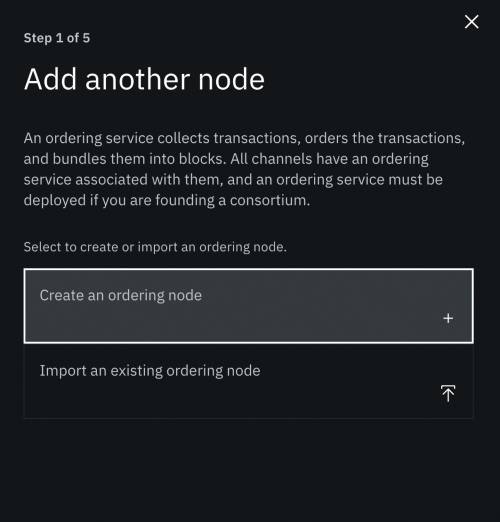 Step 1 of 5
Add another node
An ordering service collects transactions, orders the transactions,
and bundles them into blocks. All channels have an ordering
service associated with them, and an ordering service must be
deployed if you are founding a consortium.
Select to create or import an ordering node.
Create an ordering node
Import an existing ordering node